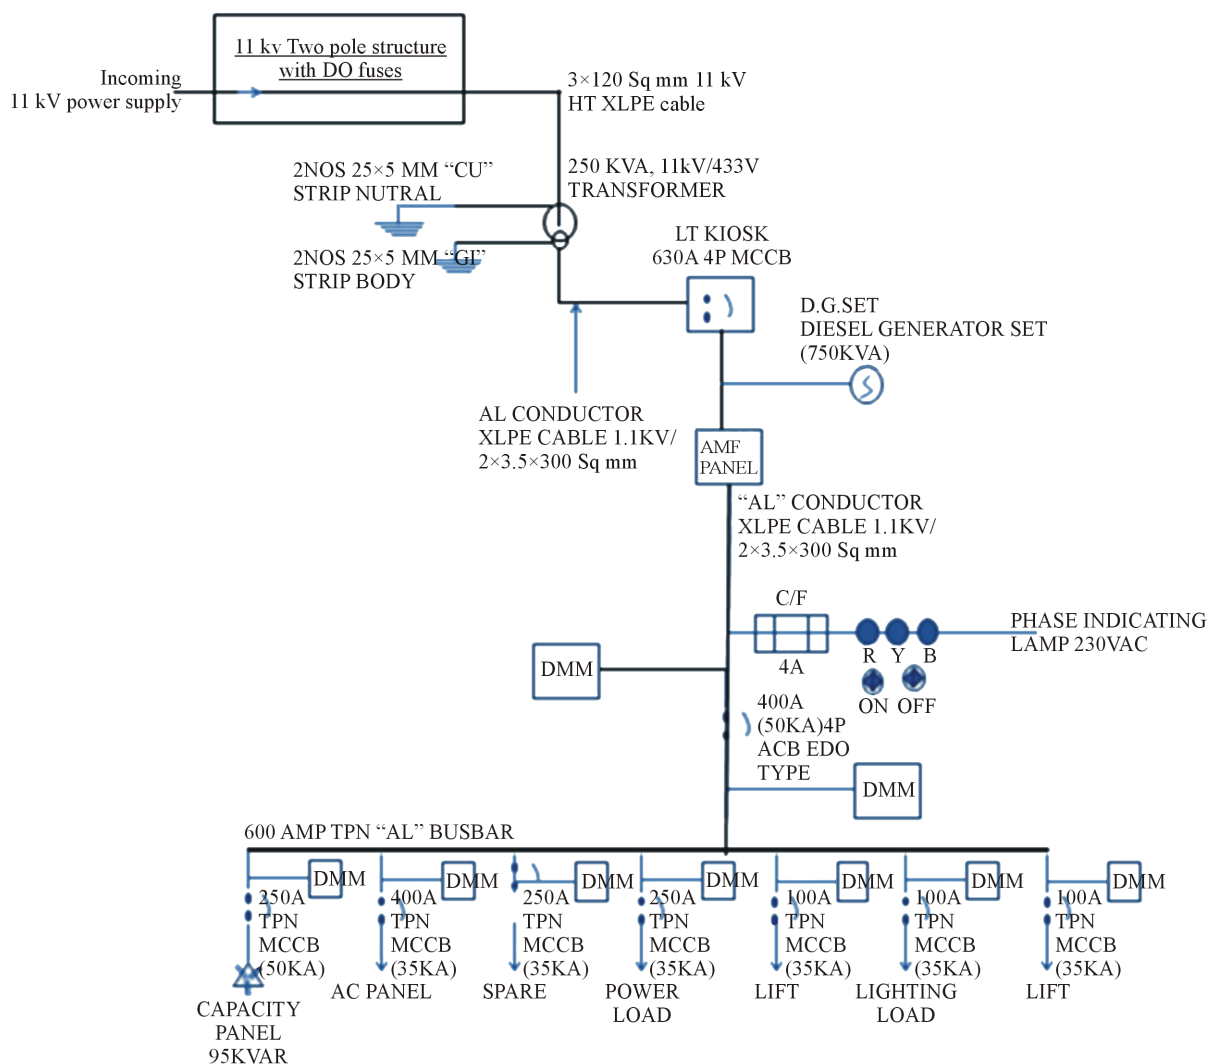 11 kv Two pole structure
with DO fuses
Incoming
11 kV power supply
3×120 Sq mm 11 kV
HT XLPE cable
2NOS 25×5 MM “CU”
STRIP NUTRAL
250 KVA, 11kV/433V
TRANSFORMER
2NOS 25×5 MM “GI”
STRIP BODY
LT KIOSK
630A 4P MCCB
D.G.SET
DIESEL GENERATOR SET
(750KVA)
AL CONDUCTOR
XLPE CABLE 1.1KV/
2×3.5×300 Sq mm
AMF
PANEL
“AL” CONDUCTOR
XLPE CABLE 1.1KV/
2×3.5×300 Sq mm
C/F
4A
R Y B
ON OFF
PHASE INDICATING
LAMP 230VAC
DMM
400A
(50KA)4P
ACB EDO
TYPE
DMM
600 AMP TPN “AL” BUSBAR
DMM
250A
TPN
MCCB
(50KA)
CAPACITY
PANEL
95KVAR
DMM
400A
TPN
MCCB
(35KA)
AC PANEL
DMM
250A
TPN
MCCB
(35KA)
SPARE
DMM
250A
TPN
MCCB
(35KA)
POWER
LOAD
DMM
100A
TPN
MCCB
(35KA)
LIFT
DMM
100A
TPN
MCCB
(35KA)
LIGHTING
LOAD
DMM
100A
TPN
MCCB
(35KA)
LIFT